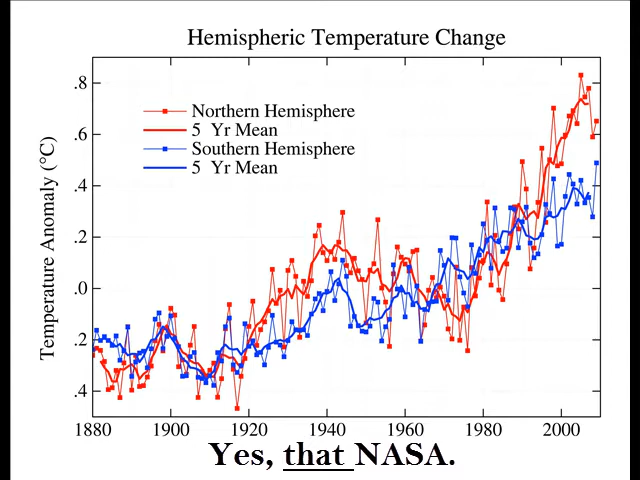 Hemispheric Temperature Change
Northern Hemisphere
5 Yr Mean
Southern Hemisphere
5 Yr Mean
Temperature Anomaly (°C)
.8
.6
.4
.2
.0
.2
.4
1880 1900 1920 1940 1960 1980 2000
Yes, that NASA.